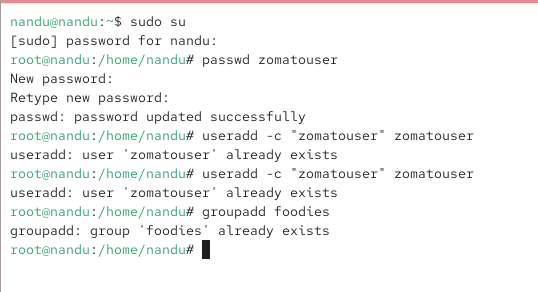 nandu@nandu:~$ sudo su
[sudo] password for nandu:
root@nandu:/home/nandu# passwd zomatouser
New password:
Retype new password:
passwd: password updated successfully
root@nandu:/home/nandu# useradd -c "zomatouser" zomatouser
useradd: user 'zomatouser' already exists
root@nandu:/home/nandu# useradd -c "zomatouser" zomatouser
useradd: user 'zomatouser' already exists
root@nandu:/home/nandu# groupadd foodies
groupadd: group 'foodies' already exists
root@nandu:/home/nandu#